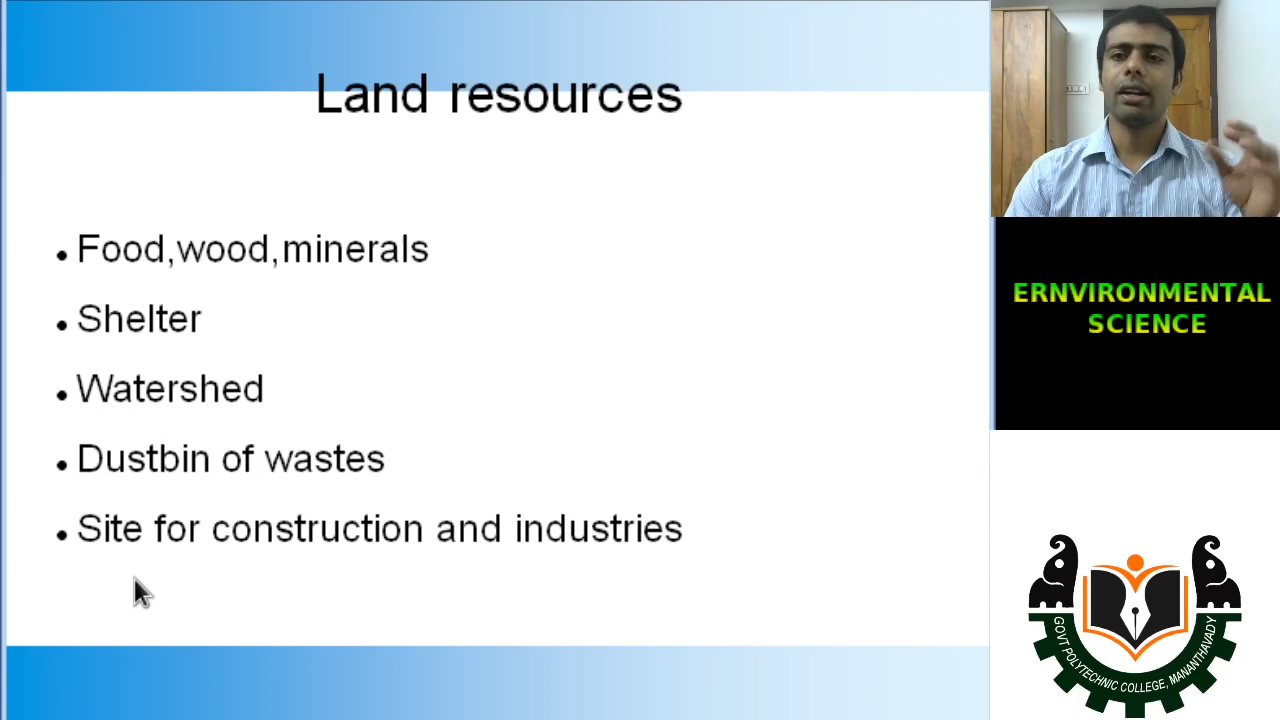 Land resources
Food,wood,minerals
Shelter
Watershed
Dustbin of wastes
Site for construction and industries
ERNVIRONMENTAL
SCIENCE
GOVT POLYTECHNIC COLLEGE, MANANTHAVADY